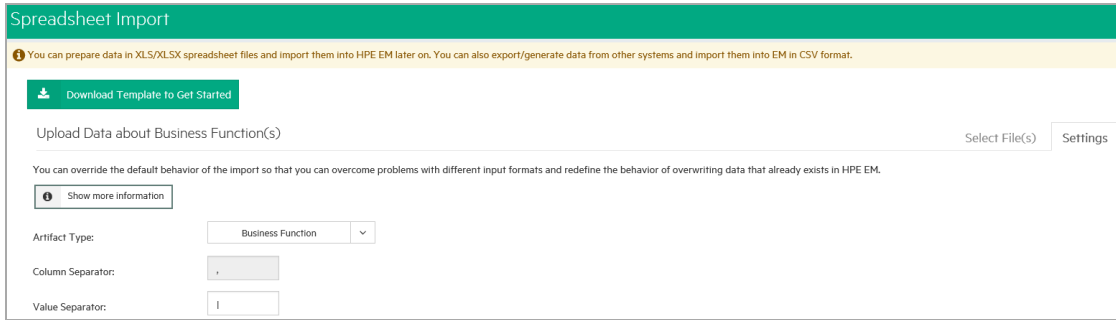 Spreadsheet Import
You can prepare data in XLS/XLSX spreadsheet files and import them into HPE EM later on. You can also export/generate data from other systems and import them into EM in CSV format.
Download Template to Get Started
Upload Data about Business Function(s)
Select File(s)
Settings
You can override the default behavior of the import so that you can overcome problems with different input formats and redefine the behavior of overwriting data that already exists in HPE EM.
Show more information
Artifact Type:
Business Function
Column Separator:
,
Value Separator:
|